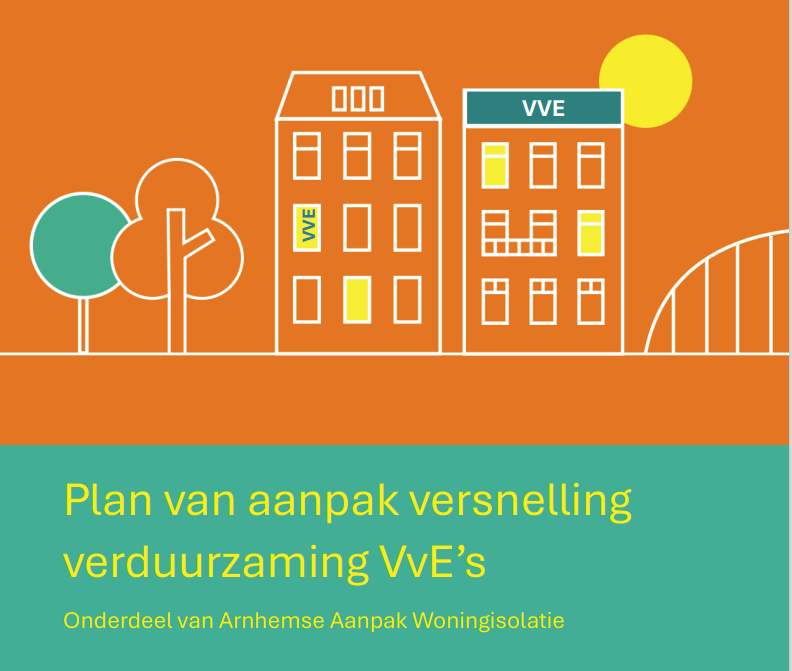 VVE
VVE
Plan van aanpak versnelling
verduurzaming VvE’s
Onderdeel van Arnhemse Aanpak Woningisolatie